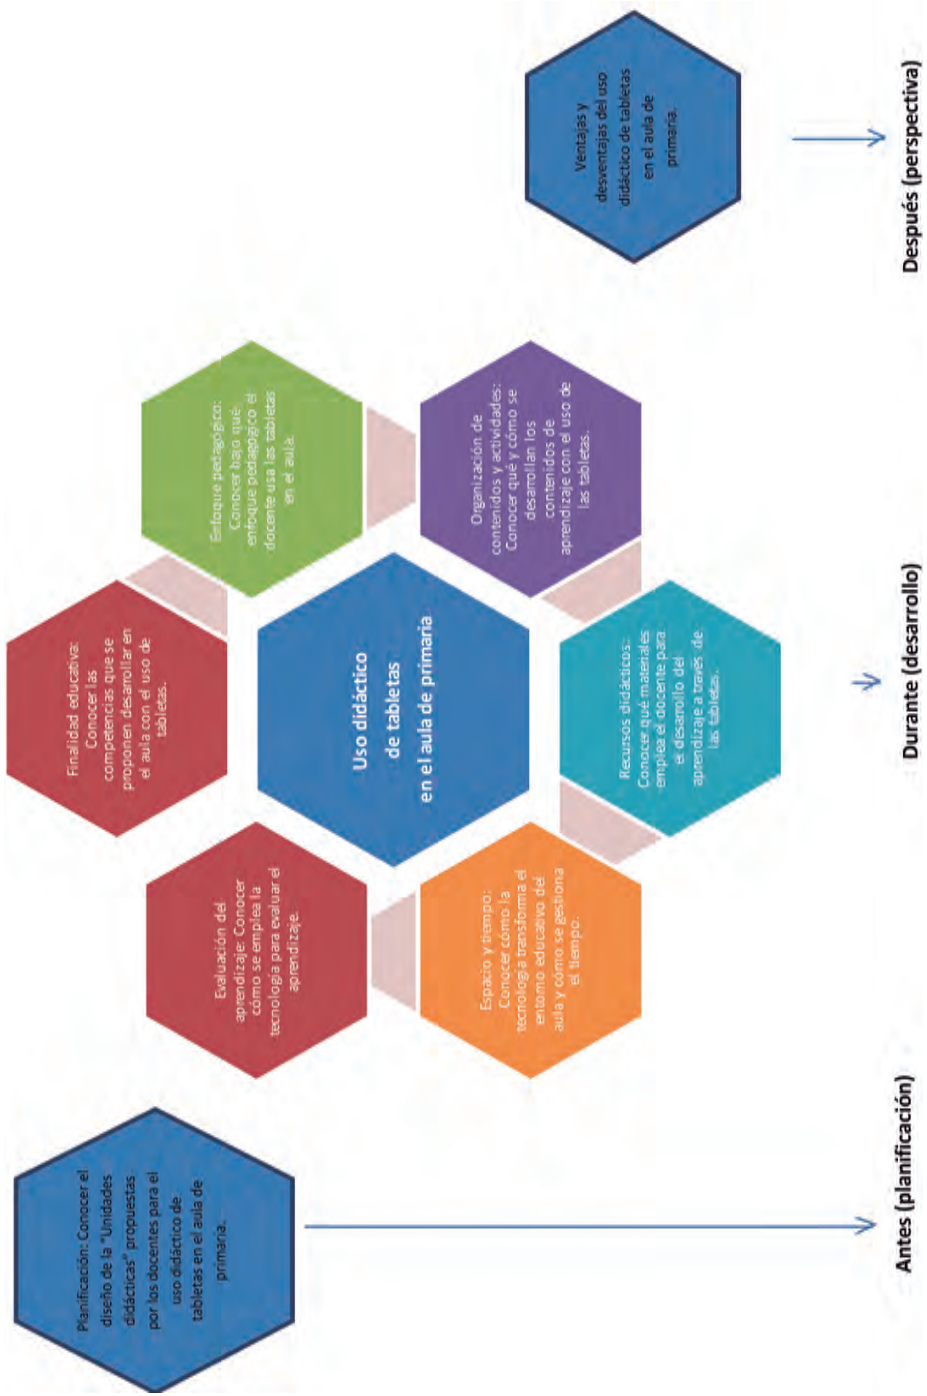 Planificación: Conocer el
diseño de la "Unidades
didácticas" propuestas
por los docentes para el
uso didáctico de
tabletas en el aula de
primaria.
Evaluación del
aprendizaje: Conocer
cómo se emplea la
tecnología para evaluar el
aprendizaje.
Finalidad educativa:
Conocer las
competencias que se
proponen desarrollar en
el aula con el uso de
tabletas.
Enfoque pedagógico:
Conocer bajo qué
enfoque pedagógico el
docente usa las tabletas
en el aula.
Uso didáctico
de tabletas
en el aula de primaria
Espacio y tiempo:
Conocer cómo la
tecnología transforma el
entorno educativo del
aula y cómo se gestiona
el tiempo.
Recursos didácticos:
Conocer qué materiales
emplea el docente para
el desarrollo del
aprendizaje a través de
las tabletas.
Organización de
contenidos y actividades:
Conocer qué y cómo se
desarrollan los
contenidos de
aprendizaje con el uso de
las tabletas.
Ventajas y
desventajas del uso
didáctico de tabletas
en el aula de
primaria.
Antes (planificación)
Durante (desarrollo)
Después (perspectiva)